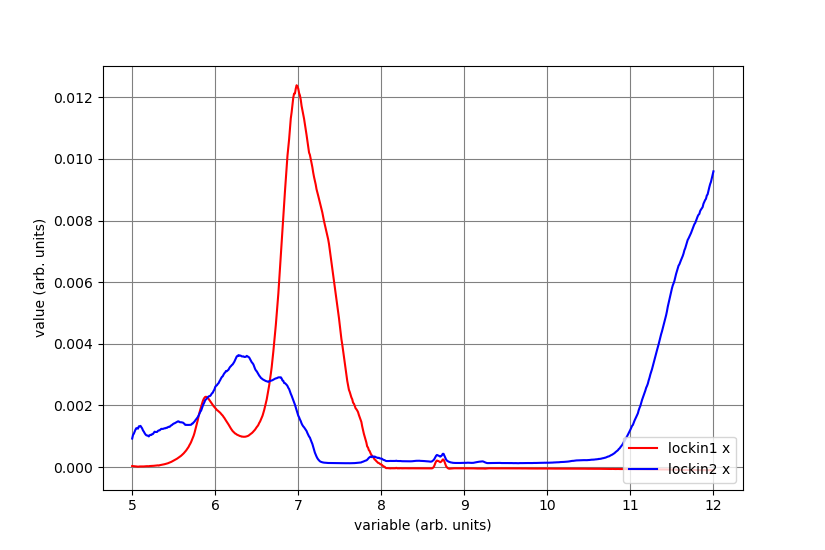 0.012
0.010
0.008
0.006
0.004
0.002
0.000
value (arb. units)
5 6 7 8 9 10 11 12
variable (arb. units)
lockin1 x
lockin2 x